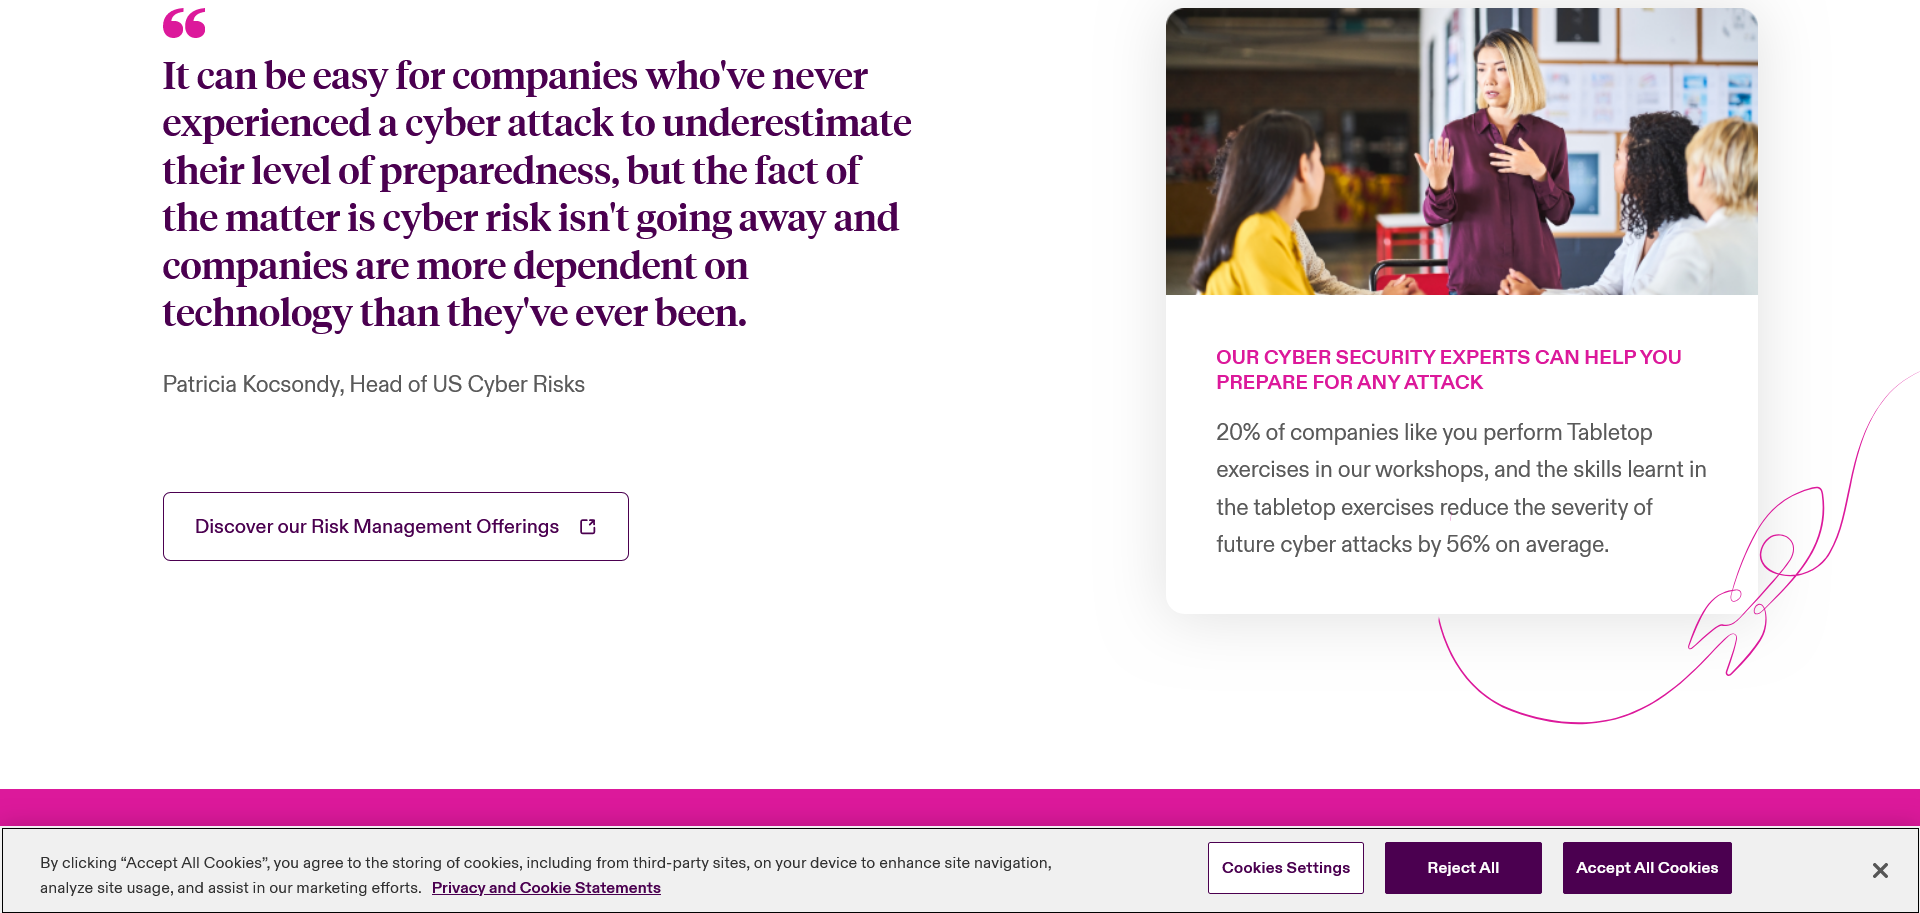 “
It can be easy for companies who've never
experienced a cyber attack to underestimate
their level of preparedness, but the fact of
the matter is cyber risk isn't going away and
companies are more dependent on
technology than they've ever been.
Patricia Kocsondy, Head of US Cyber Risks
Discover our Risk Management Offerings
OUR CYBER SECURITY EXPERTS CAN HELP YOU
PREPARE FOR ANY ATTACK
20% of companies like you perform Tabletop
exercises in our workshops, and the skills learnt in
the tabletop exercises reduce the severity of
future cyber attacks by 56% on average.
By clicking “Accept All Cookies”, you agree to the storing of cookies, including from third-party sites, on your device to enhance site navigation,
analyze site usage, and assist in our marketing efforts. Privacy and Cookie Statements
Cookies Settings
Reject All
Accept All Cookies